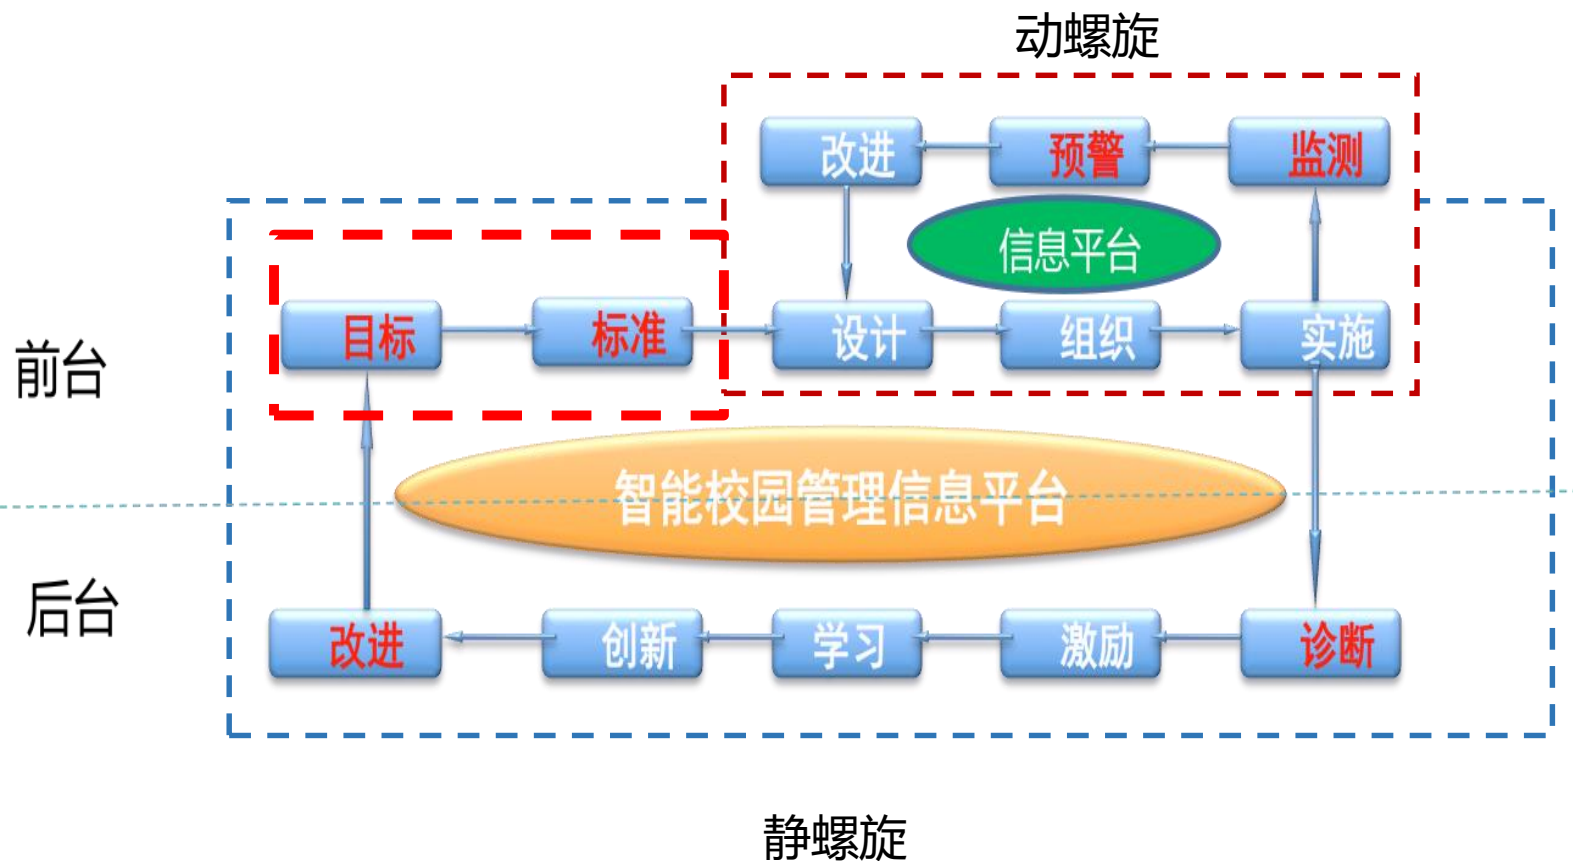 动螺旋
改进
预警
监测
信息平台
目标
标准
设计
组织
实施
前台
智能校园管理信息平台
后台
改进
创新
学习
激励
诊断
静螺旋